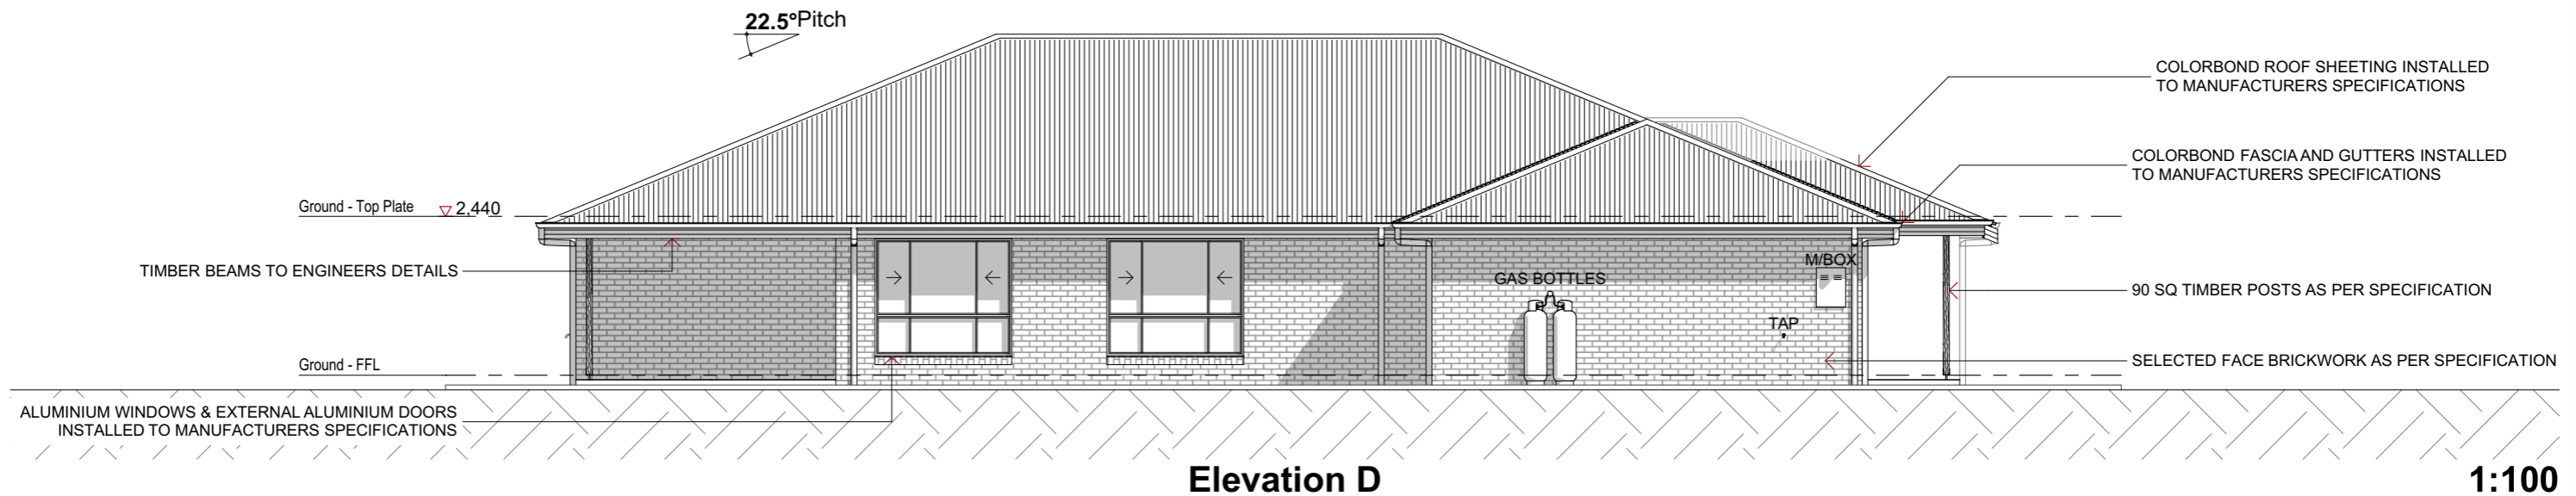 22.5°Pitch
COLORBOND ROOF SHEETING INSTALLED
TO MANUFACTURERS SPECIFICATIONS
COLORBOND FASCIA AND GUTTERS INSTALLED
TO MANUFACTURERS SPECIFICATIONS
Ground - Top Plate 2,440
TIMBER BEAMS TO ENGINEERS DETAILS
M/BOX
GAS BOTTLES
90 SQ TIMBER POSTS AS PER SPECIFICATION
TAP
Ground - FFL
SELECTED FACE BRICKWORK AS PER SPECIFICATION
ALUMINIUM WINDOWS & EXTERNAL ALUMINIUM DOORS
INSTALLED TO MANUFACTURERS SPECIFICATIONS
Elevation D
1:100